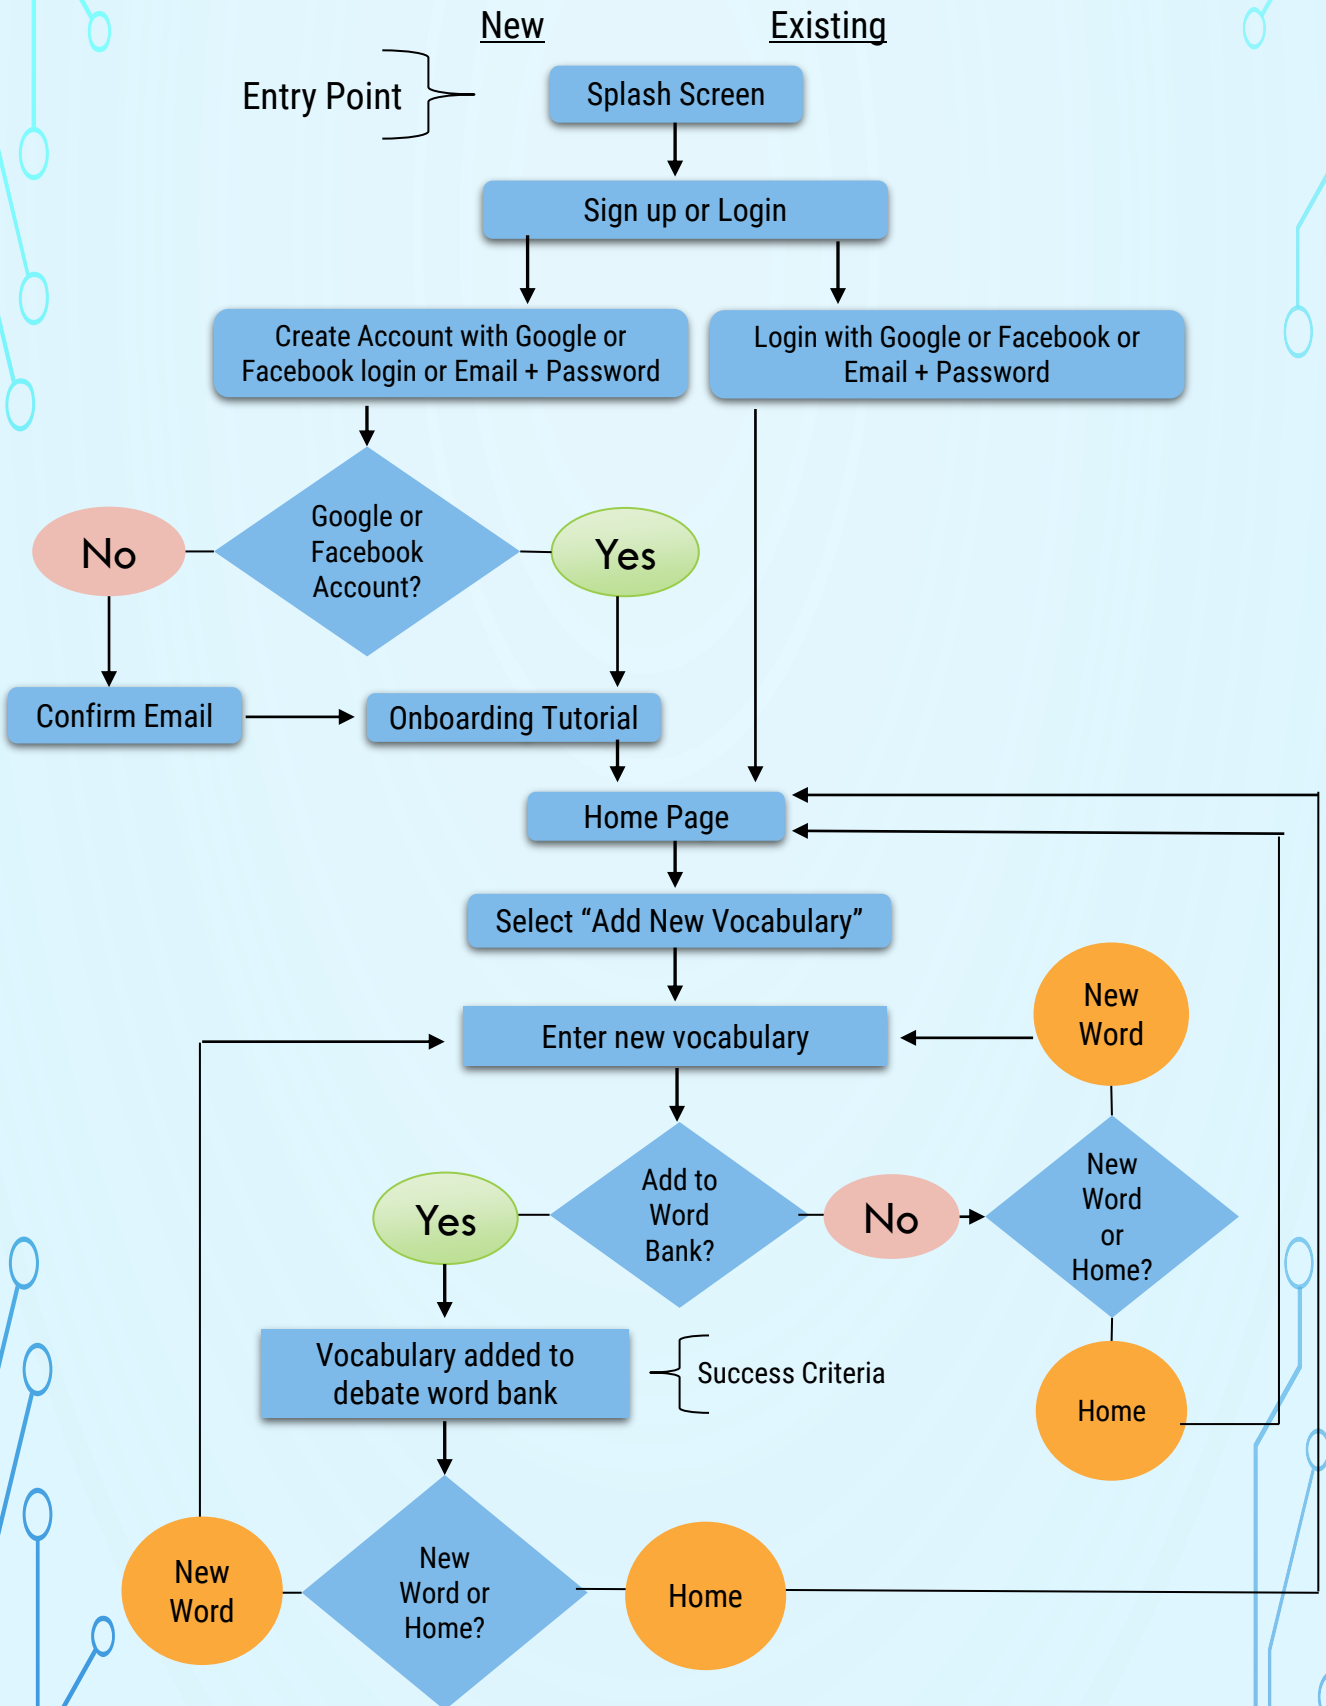 New
Existing
Entry Point
Splash Screen
Sign up or Login
Create Account with Google or
Facebook login or Email + Password
Login with Google or Facebook or
Email + Password
Google or
Facebook
Account?
No
Yes
Confirm Email
Onboarding Tutorial
Home Page
Select “Add New Vocabulary”
Enter new vocabulary
New
Word
Add to
Word
Bank?
Yes
No
New
Word
or
Home?
Vocabulary added to
debate word bank
Success Criteria
Home
New
Word
New
Word or
Home?
Home